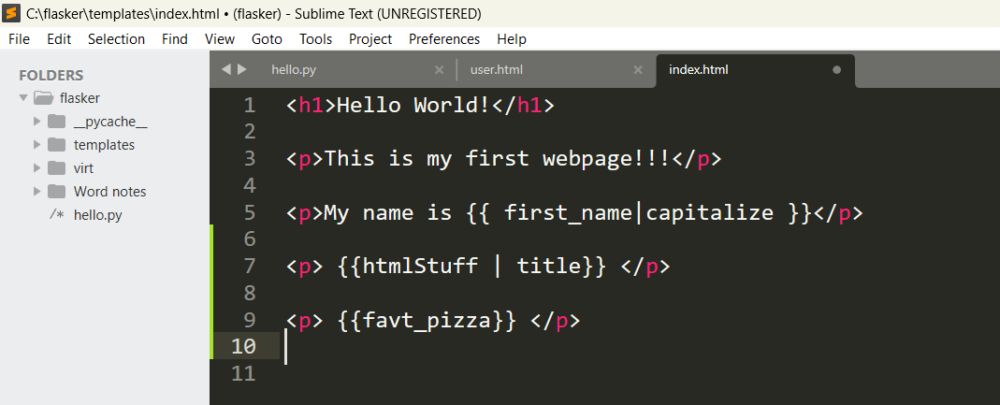 C:\flasker\templates\index.html • (flasker) - Sublime Text (UNREGISTERED)
File Edit Selection Find View Goto Tools Project Preferences Help
FOLDERS
flasker
__pycache__
templates
virt
Word notes
/* hello.py
hello.py × user.html × index.html
1 <h1>Hello World!</h1>
2
3 <p>This is my first webpage!!!</p>
4
5 <p>My name is {{ first_name|capitalize }}</p>
6
7 <p> {{htmlStuff | title}} </p>
8
9 <p> {{favt_pizza}} </p>
10
11